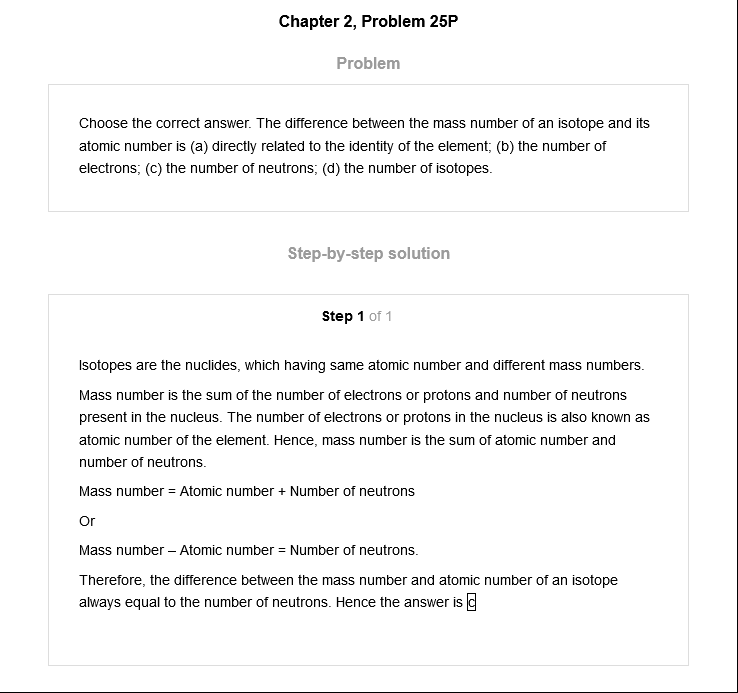 Chapter 2, Problem 25P
Problem
Choose the correct answer. The difference between the mass number of an isotope and its
atomic number is (a) directly related to the identity of the element; (b) the number of
electrons; (c) the number of neutrons; (d) the number of isotopes.
Step-by-step solution
Step 1 of 1
Isotopes are the nuclides, which having same atomic number and different mass numbers.
Mass number is the sum of the number of electrons or protons and number of neutrons
present in the nucleus. The number of electrons or protons in the nucleus is also known as
atomic number of the element. Hence, mass number is the sum of atomic number and
number of neutrons.
Mass number = Atomic number + Number of neutrons
Or
Mass number – Atomic number = Number of neutrons.
Therefore, the difference between the mass number and atomic number of an isotope
always equal to the number of neutrons. Hence the answer is c